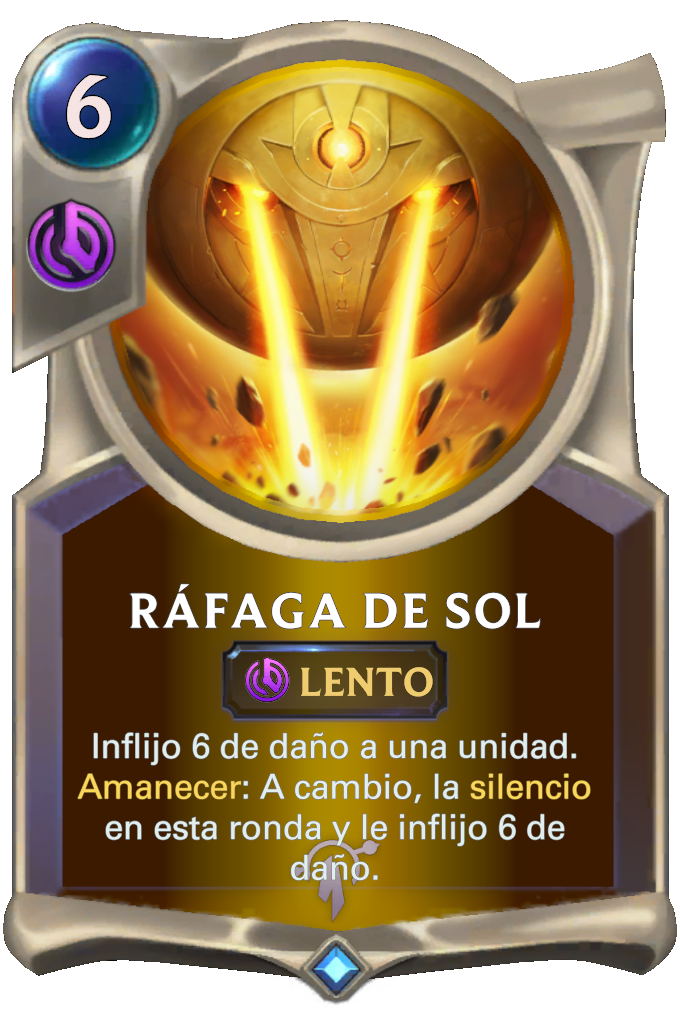 6
RÁFAGA DE SOL
LENTO
Inflijo 6 de daño a una unidad.
Amanecer: A cambio, la silencio
en esta ronda y le inflijo 6 de
daño.